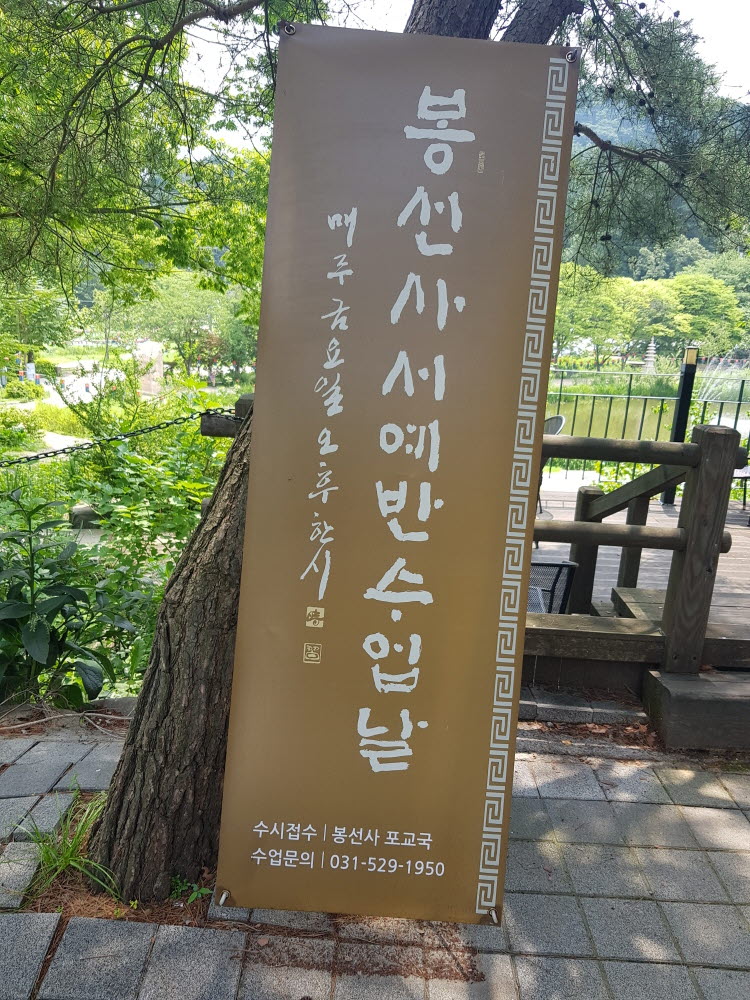 봉선사서예반수업날
매주금요일오후한시
수시접수 | 봉선사 포교국
수업문의 | 031-529-1950